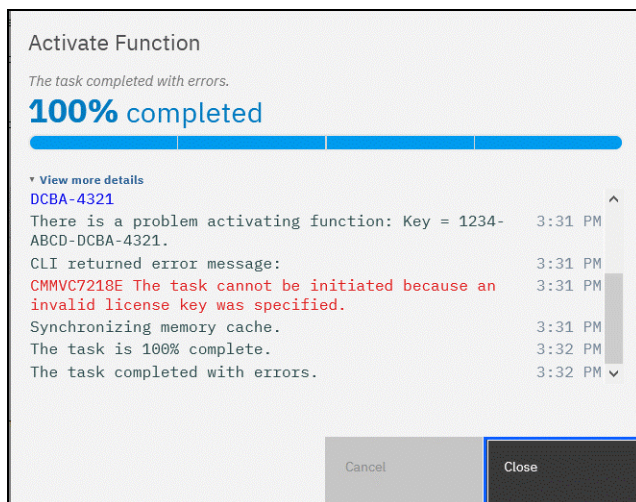 Activate Function
The task completed with errors.
100% completed
▾ View more details
DCBA-4321
There is a problem activating function: Key = 1234- 3:31 PM
ABCD-DCBA-4321.
CLI returned error message: 3:31 PM
CMMVC7218E The task cannot be initiated because an 3:31 PM
invalid license key was specified.
Synchronizing memory cache. 3:31 PM
The task is 100% complete. 3:32 PM
The task completed with errors. 3:32 PM
Cancel Close